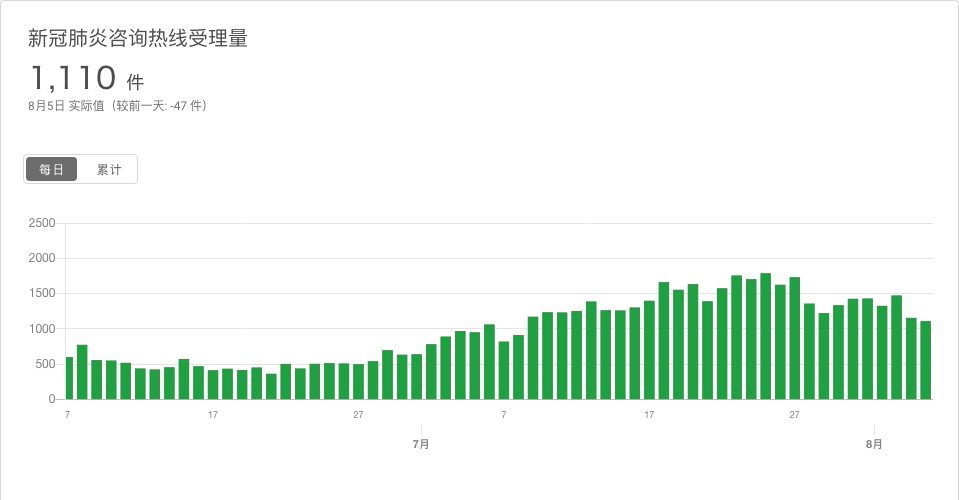 新冠肺炎咨询热线受理量
1,110 件
8月5日 实际值（较前一天: -47 件）
每日 累计
2500
2000
1500
1000
500
0
7 17 27 7 17 27
7月 8月